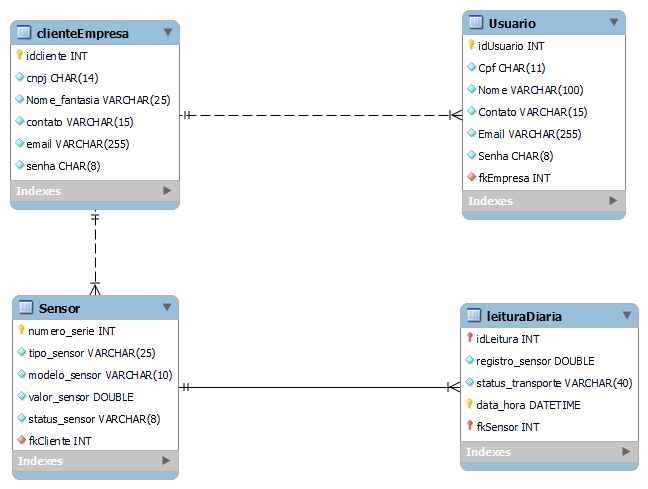 clienteEmpresa
idcliente INT
cnpj CHAR(14)
Nome_fantasia VARCHAR(25)
contato VARCHAR(15)
email VARCHAR(255)
senha CHAR(8)
Indexes
Usuario
idUsuario INT
Cpf CHAR(11)
Nome VARCHAR(100)
Contato VARCHAR(15)
Email VARCHAR(255)
Senha CHAR(8)
fkEmpresa INT
Indexes
Sensor
numero_serie INT
tipo_sensor VARCHAR(25)
modelo_sensor VARCHAR(10)
valor_sensor DOUBLE
status_sensor VARCHAR(8)
fkCliente INT
Indexes
leituraDiaria
idLeitura INT
registro_sensor DOUBLE
status_transporte VARCHAR(40)
data_hora DATETIME
fkSensor INT
Indexes